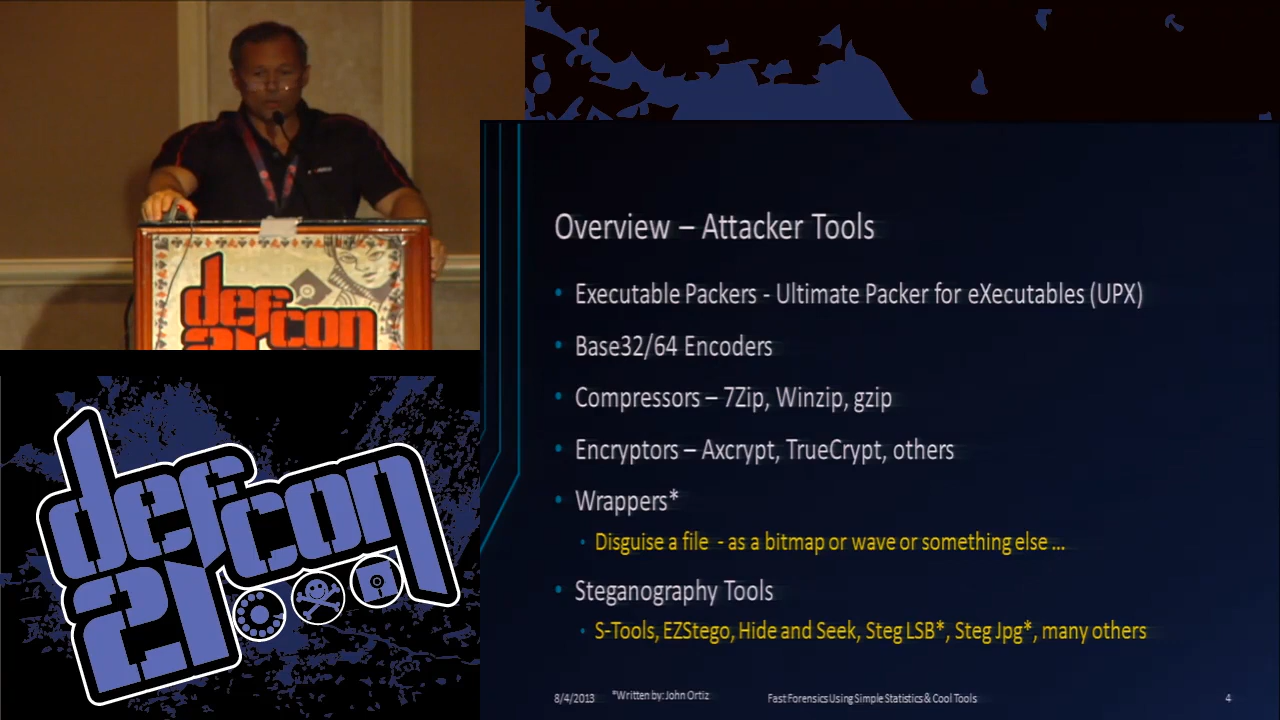 def
con
21
defcon
21
Overview – Attacker Tools
• Executable Packers - Ultimate Packer for eXecutables (UPX)
• Base32/64 Encoders
• Compressors – 7Zip, Winzip, gzip
• Encryptors – Axcrypt, TrueCrypt, others
• Wrappers*
• Disguise a file - as a bitmap or wave or something else ...
• Steganography Tools
• S-Tools, EZStego, Hide and Seek, Steg LSB*, Steg Jpg*, many others
8/4/2013 *Written by: John Ortiz Fast Forensics Using Simple Statistics & Cool Tools 4